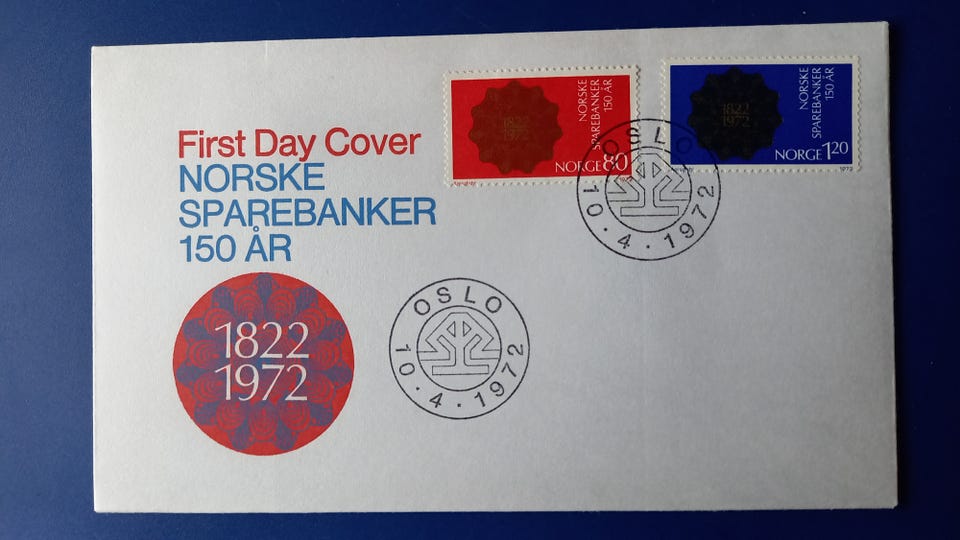 First Day Cover
NORSKE
SPAREBANKER
150 ÅR
1822
1972
1822
1972
NORSKE
SPAREBANKER
150 ÅR
NORGE 80
1822
1972
NORSKE
SPAREBANKER
150 ÅR
NORGE 1.20
1972
OSLO
10·4·1972
OSLO
10·4·1972